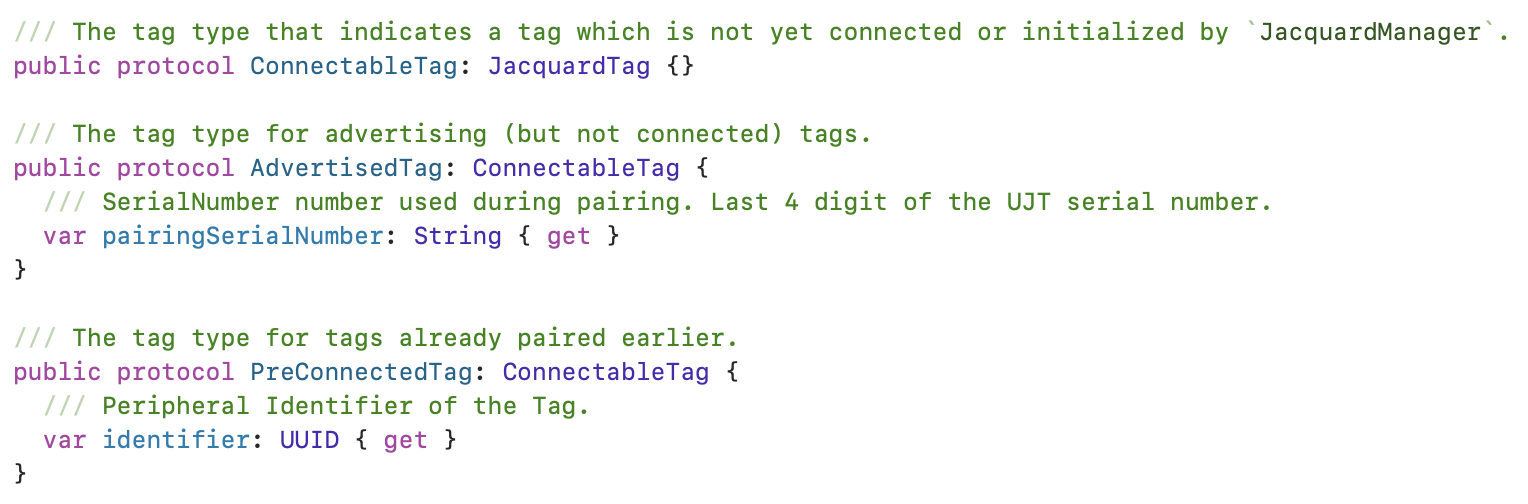 /// The tag type that indicates a tag which is not yet connected or initialized by `JacquardManager`.
public protocol ConnectableTag: JacquardTag {}
/// The tag type for advertising (but not connected) tags.
public protocol AdvertisedTag: ConnectableTag {
/// SerialNumber number used during pairing. Last 4 digit of the UJT serial number.
var pairingSerialNumber: String { get }
}
/// The tag type for tags already paired earlier.
public protocol PreConnectedTag: ConnectableTag {
/// Peripheral Identifier of the Tag.
var identifier: UUID { get }
}